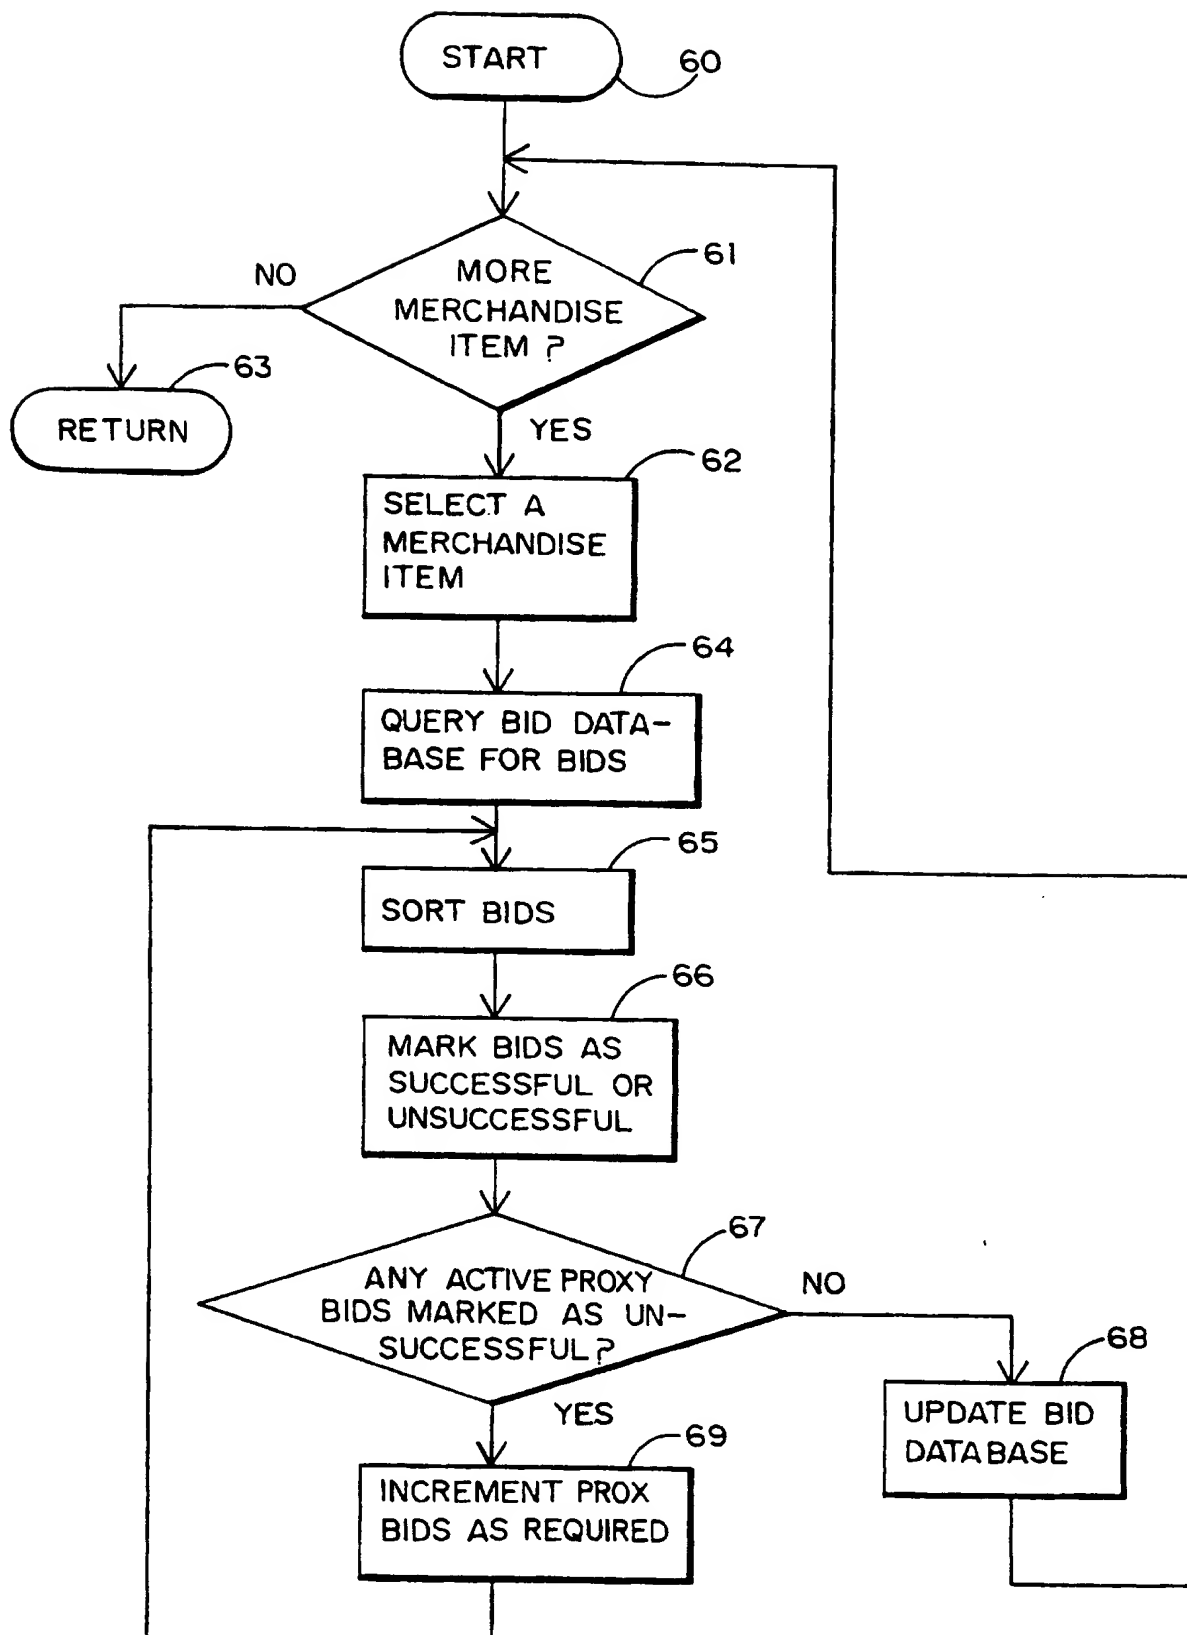 START
60
61
MORE
MERCHANDISE
ITEM ?
NO
63
RETURN
YES
62
SELECT A
MERCHANDISE
ITEM
64
QUERY BID DATA-
BASE FOR BIDS
65
SORT BIDS
66
MARK BIDS AS
SUCCESSFUL OR
UNSUCCESSFUL
67
ANY ACTIVE PROXY
BIDS MARKED AS UN-
SUCCESSFUL?
NO
68
UPDATE BID
DATABASE
YES
69
INCREMENT PROX
BIDS AS REQUIRED